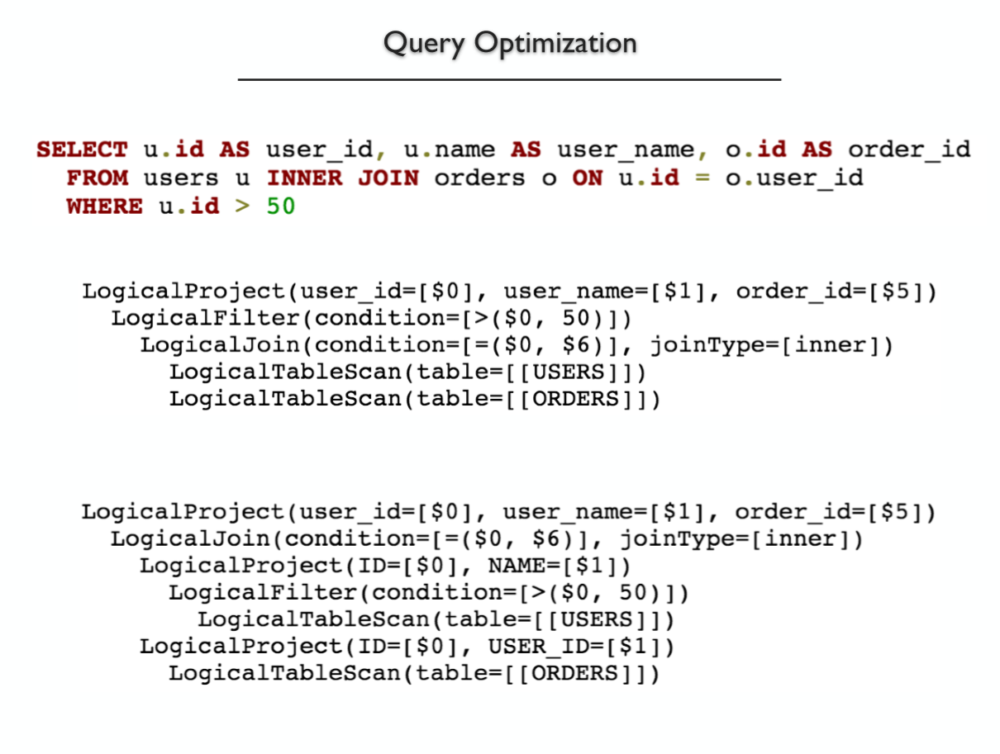 Query Optimization
SELECT u.id AS user_id, u.name AS user_name, o.id AS order_id
FROM users u INNER JOIN orders o ON u.id = o.user_id
WHERE u.id > 50
LogicalProject(user_id=[$0], user_name=[$1], order_id=[$5])
LogicalFilter(condition=[>($0, 50)])
LogicalJoin(condition=[=($0, $6)], joinType=[inner])
LogicalTableScan(table=[[USERS]])
LogicalTableScan(table=[[ORDERS]])
LogicalProject(user_id=[$0], user_name=[$1], order_id=[$5])
LogicalJoin(condition=[=($0, $6)], joinType=[inner])
LogicalProject(ID=[$0], NAME=[$1])
LogicalFilter(condition=[>($0, 50)])
LogicalTableScan(table=[[USERS]])
LogicalProject(ID=[$0], USER_ID=[$1])
LogicalTableScan(table=[[ORDERS]])